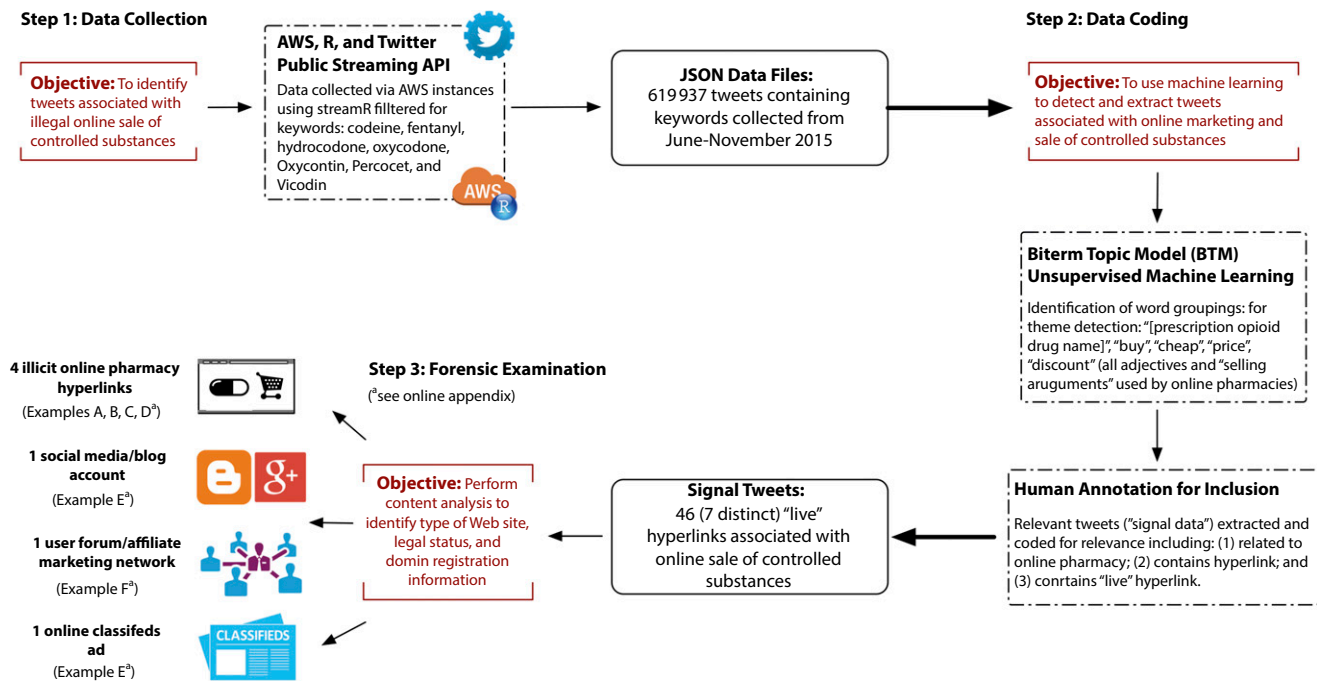 Step 1: Data Collection
Objective: To identify
tweets associated with
illegal online sale of
controlled substances
AWS, R, and Twitter
Public Streaming API
Data collected via AWS instances
using streamR filltered for
keywords: codeine, fentanyl,
hydrocodone, oxycodone,
Oxycontin, Percocet, and
Vicodin
AWS
R
JSON Data Files:
619 937 tweets containing
keywords collected from
June-November 2015
Step 2: Data Coding
Objective: To use machine learning
to detect and extract tweets
associated with online marketing and
sale of controlled substances
Biterm Topic Model (BTM)
Unsupervised Machine Learning
Identification of word groupings: for
theme detection: “[prescription opioid
drug name]”, “buy”, “cheap”, “price”,
“discount” (all adjectives and “selling
aruguments” used by online pharmacies)
Human Annotation for Inclusion
Relevant tweets (”signal data”) extracted and
coded for relevance including: (1) related to
online pharmacy; (2) contains hyperlink; and
(3) conrtains “live” hyperlink.
Signal Tweets:
46 (7 distinct) “live”
hyperlinks associated with
online sale of controlled
substances
Step 3: Forensic Examination
(ᵃsee online appendix)
Objective: Perform
content analysis to
identify type of Web site,
legal status, and
domin registration
information
4 illicit online pharmacy
hyperlinks
(Examples A, B, C, Dᵃ)
1 social media/blog
account
(Example Eᵃ)
g+
1 user forum/affiliate
marketing network
(Example Fᵃ)
1 online classifeds
ad
(Example Eᵃ)
CLASSIFIEDS